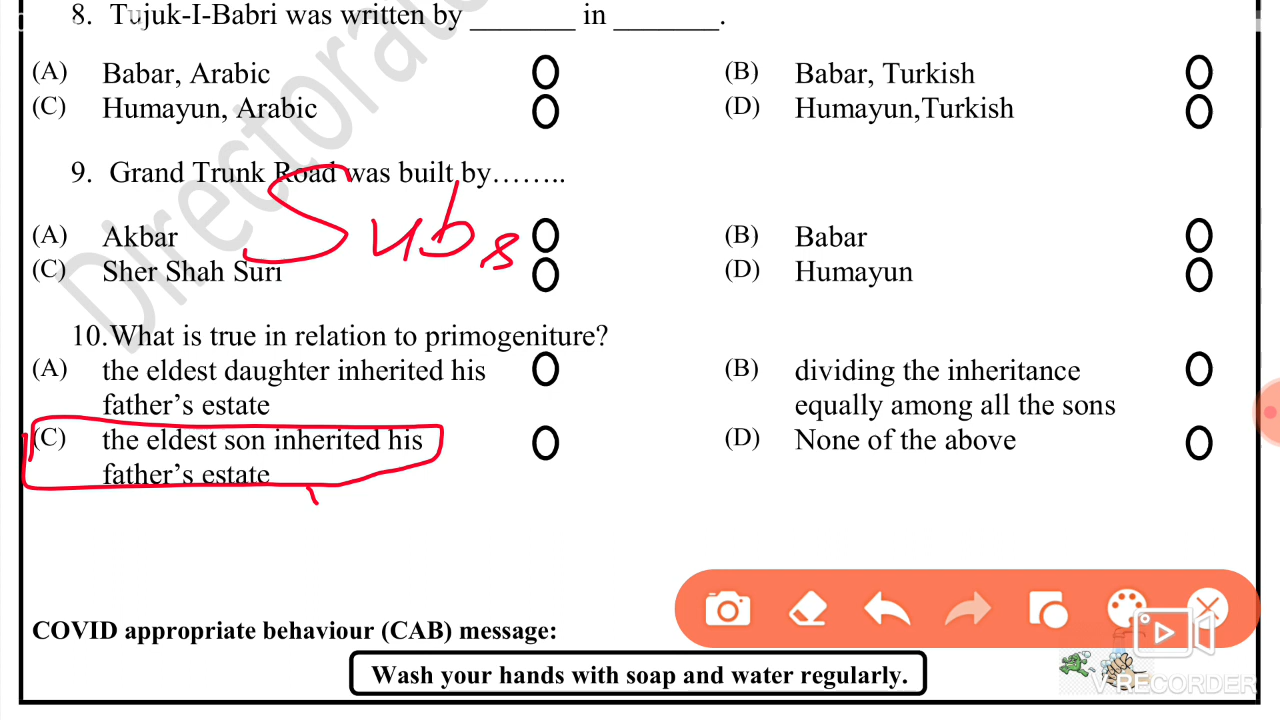 8. Tujuk-I-Babri was written by _______ in _______.
(A) Babar, Arabic (B) Babar, Turkish
(C) Humayun, Arabic (D) Humayun,Turkish
9. Grand Trunk Road was built by……..
(A) Akbar (B) Babar
(C) Sher Shah Suri (D) Humayun
Subs
10.What is true in relation to primogeniture?
(A) the eldest daughter inherited his (B) dividing the inheritance
father’s estate equally among all the sons
(C) the eldest son inherited his (D) None of the above
father’s estate
COVID appropriate behaviour (CAB) message:
Wash your hands with soap and water regularly.
V RECORDER